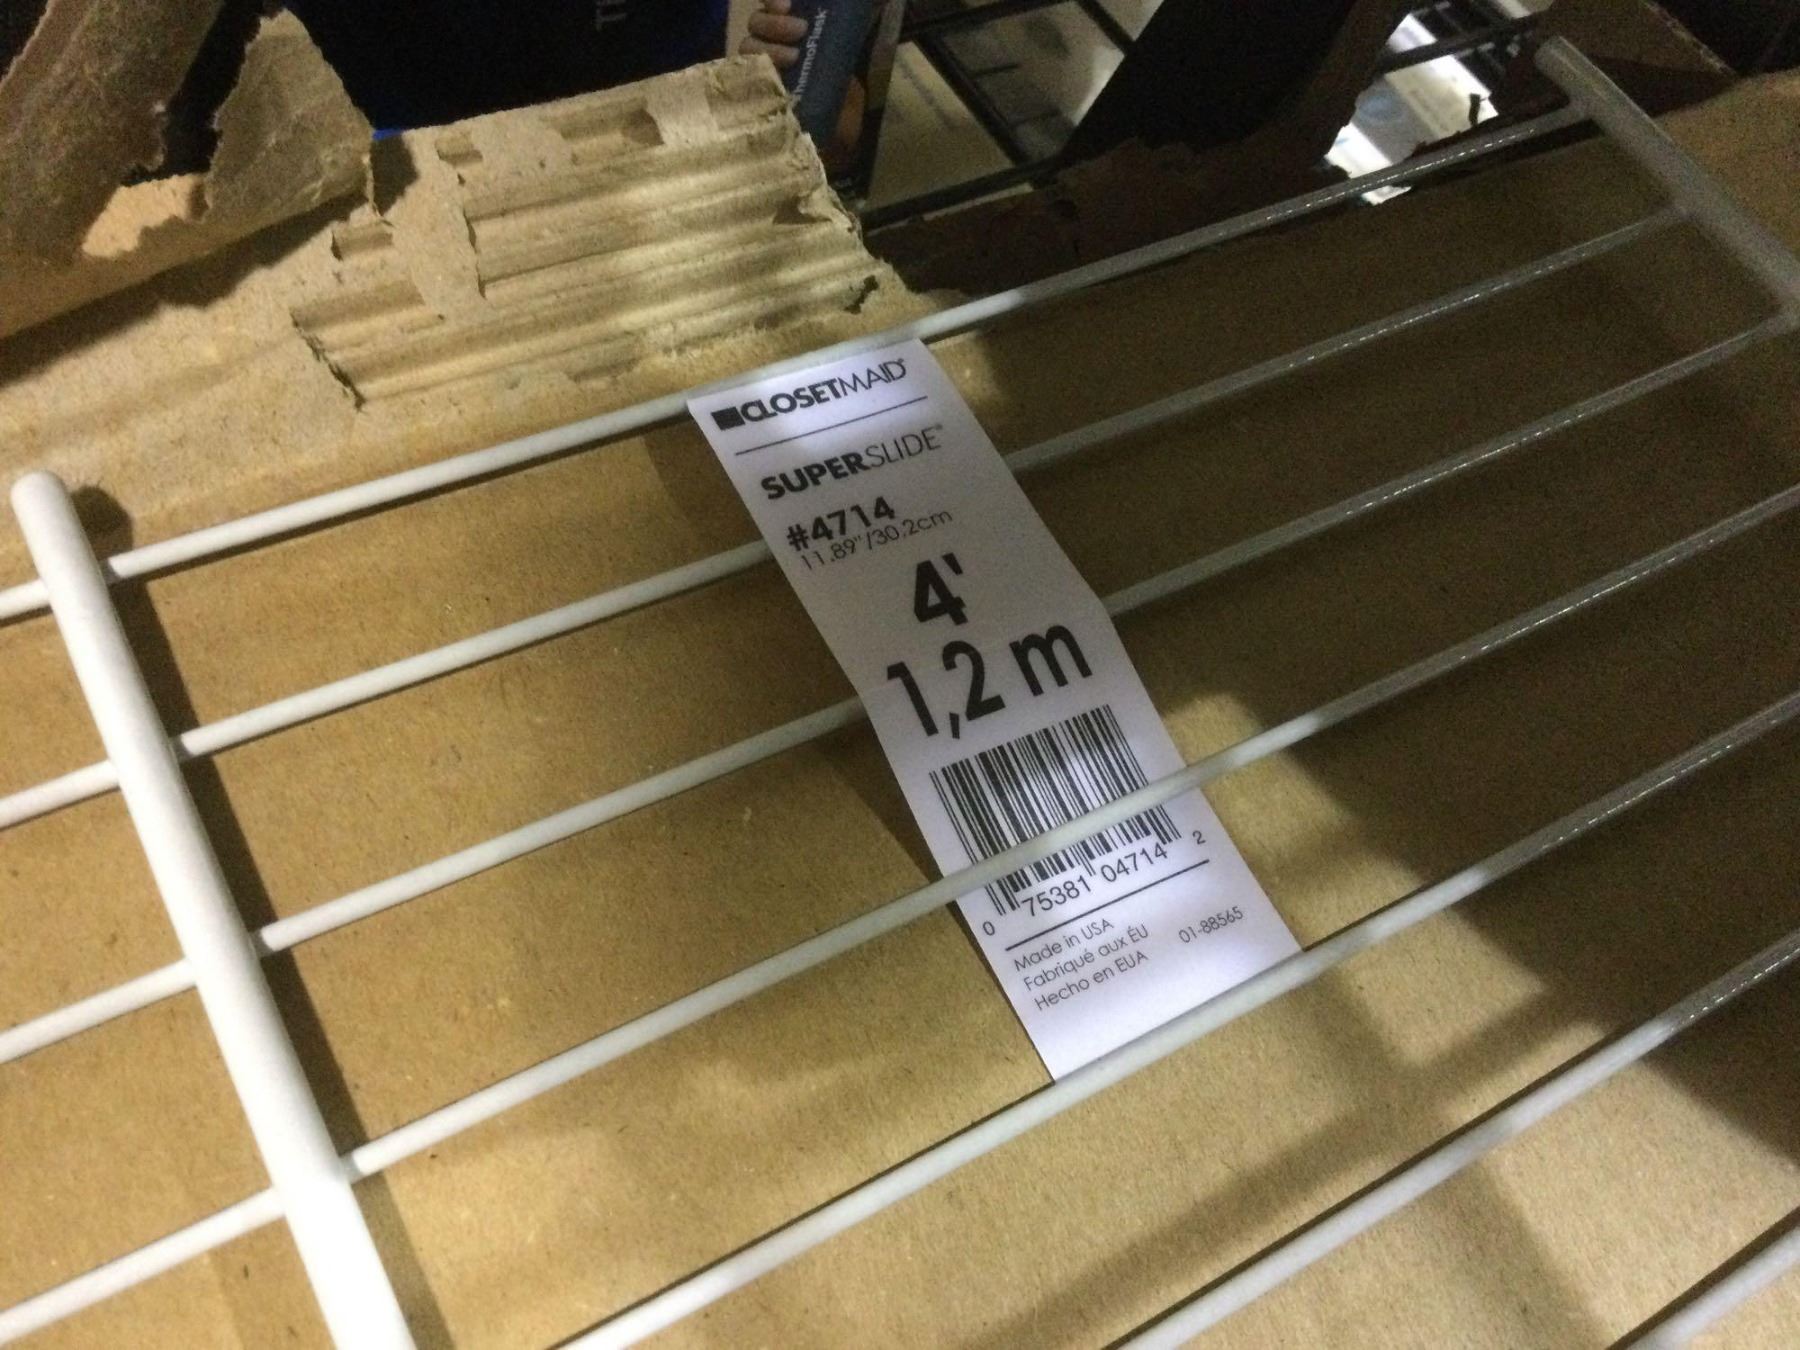 ThermoFlask
CLOSETMAID®
SUPERSLIDE®
#4714
11.89"/30.2cm
4'
1,2 m
0 75381 04714 2
Made in USA
Fabriqué aux ÉU
Hecho en EUA
01-88565